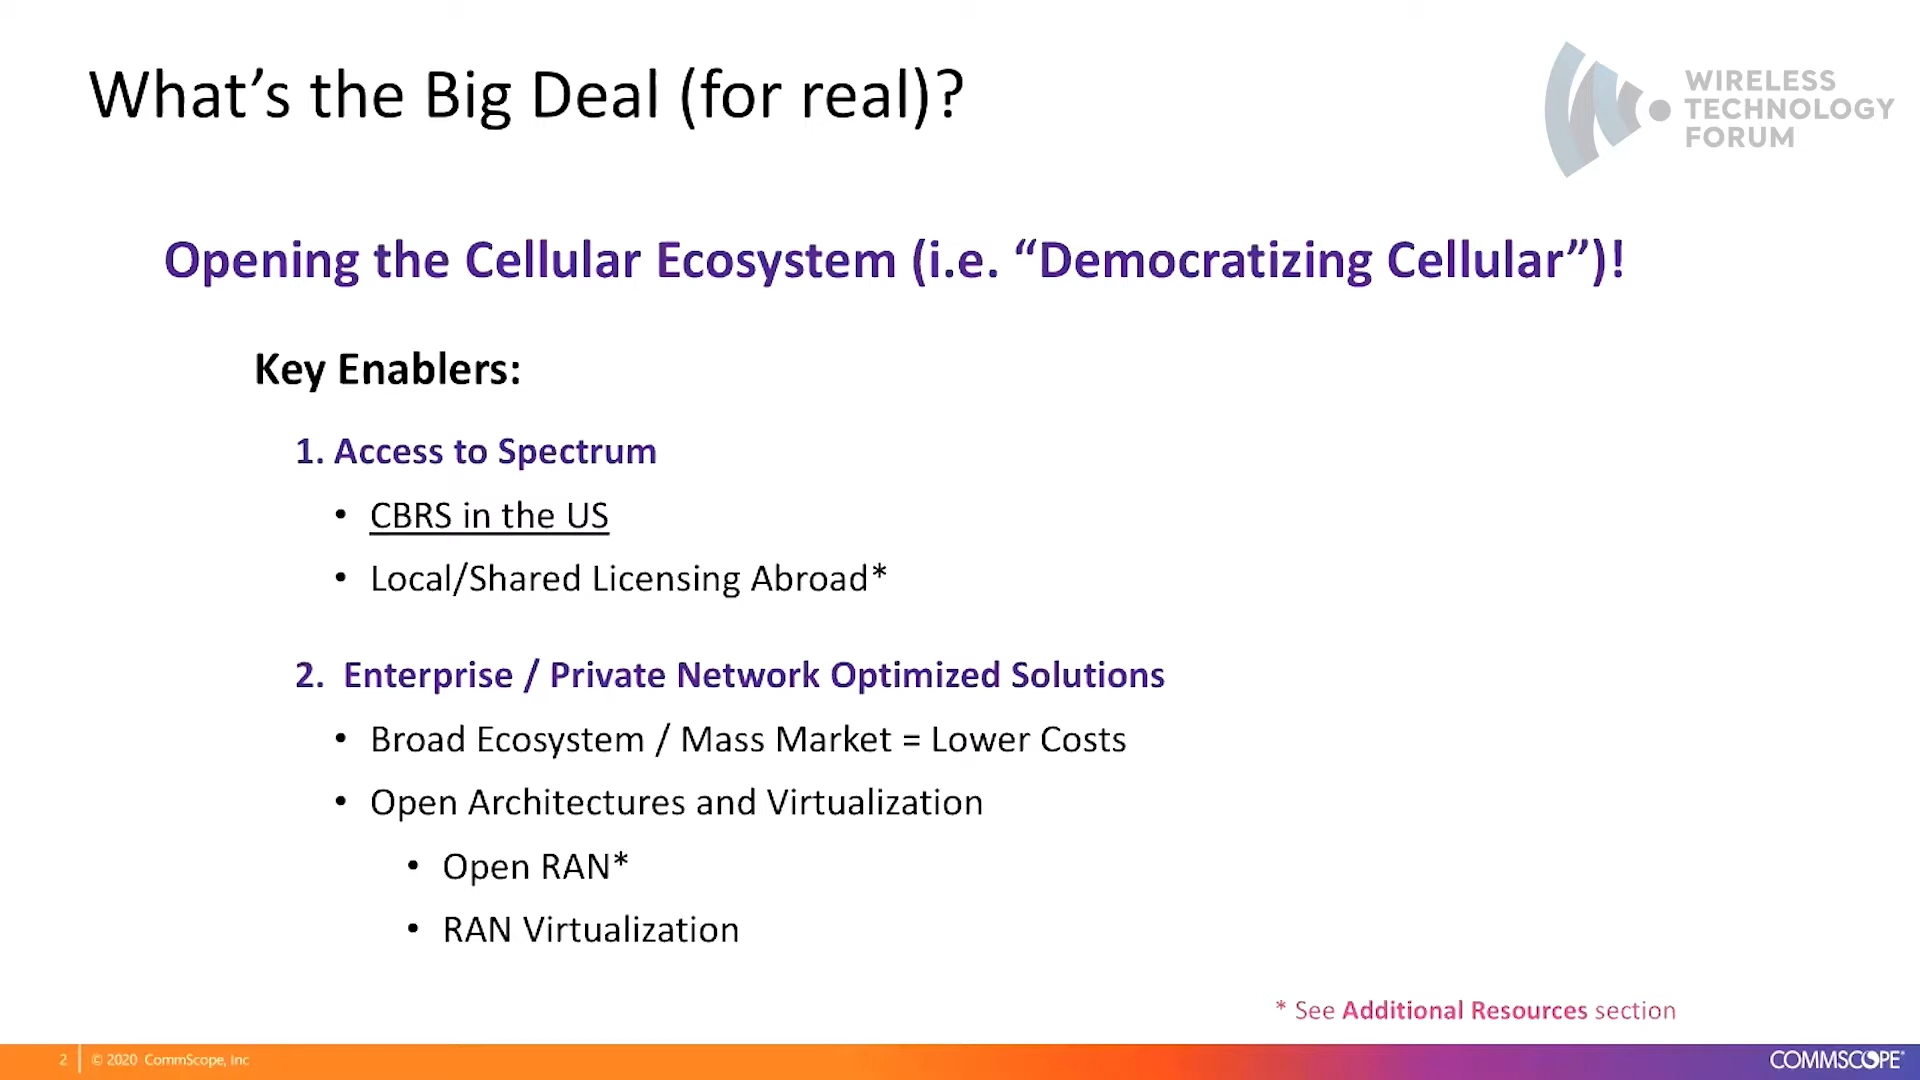 What’s the Big Deal (for real)?
WIRELESS
TECHNOLOGY
FORUM
Opening the Cellular Ecosystem (i.e. “Democratizing Cellular”)!
Key Enablers:
1. Access to Spectrum
• CBRS in the US
• Local/Shared Licensing Abroad*
2. Enterprise / Private Network Optimized Solutions
• Broad Ecosystem / Mass Market = Lower Costs
• Open Architectures and Virtualization
• Open RAN*
• RAN Virtualization
* See Additional Resources section
2 © 2020 CommScope, Inc
COMMSCOPE®